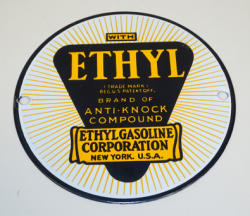 WITH
ETHYL
TRADE MARK
REG. U.S. PAT. OFF.
BRAND OF
ANTI-KNOCK
COMPOUND
ETHYL GASOLINE
CORPORATION
NEW YORK. U.S.A.